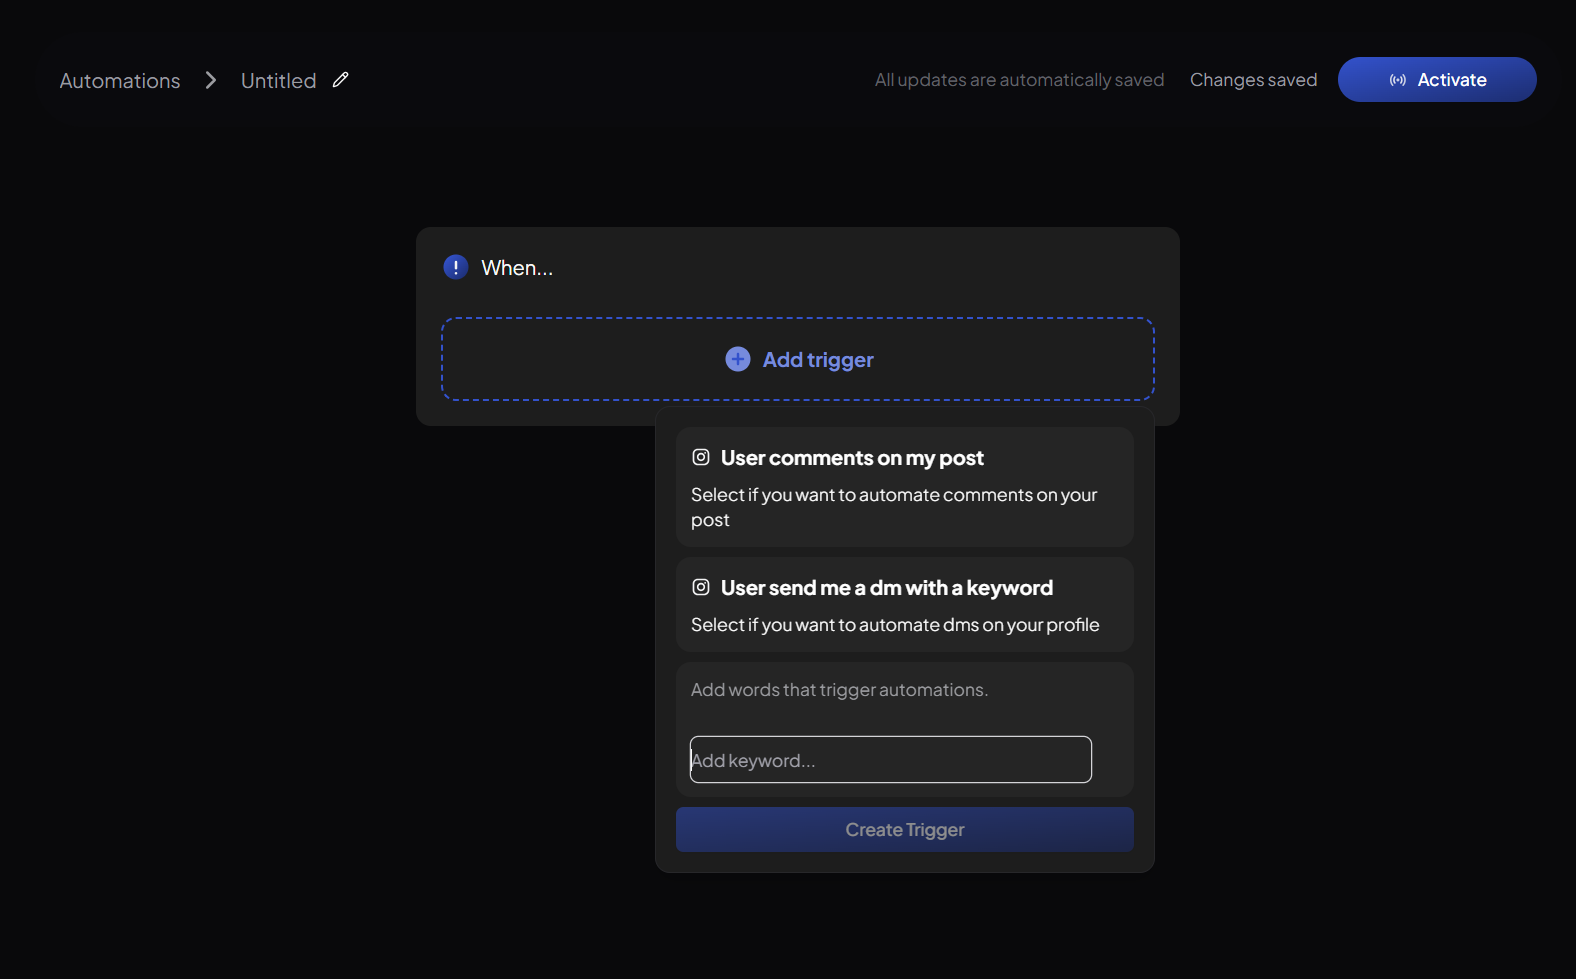 Automations
Untitled
All updates are automatically saved
Changes saved
Activate
When...
Add trigger
User comments on my post
Select if you want to automate comments on your
post
User send me a dm with a keyword
Select if you want to automate dms on your profile
Add words that trigger automations.
Add keyword...
Create Trigger